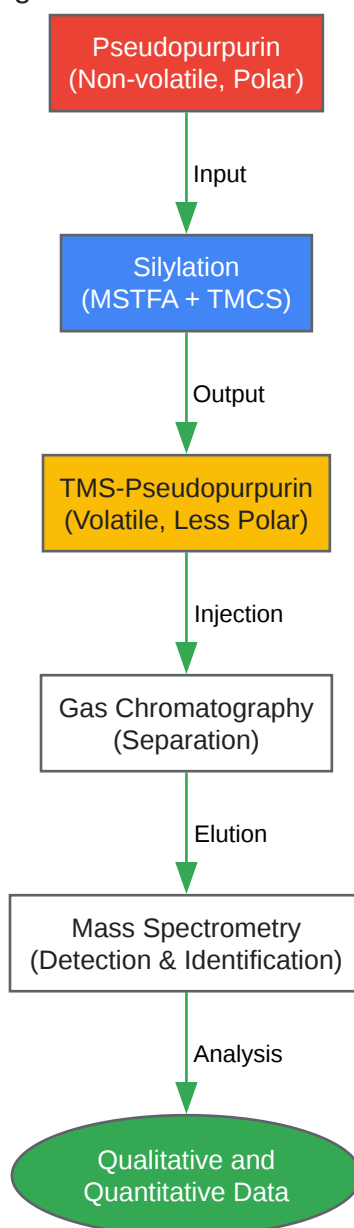 Pseudopurpurin
(Non-volatile, Polar)
Input
Silylation
(MSTFA + TMCS)
Output
TMS-Pseudopurpurin
(Volatile, Less Polar)
Injection
Gas Chromatography
(Separation)
Elution
Mass Spectrometry
(Detection & Identification)
Analysis
Qualitative and
Quantitative Data